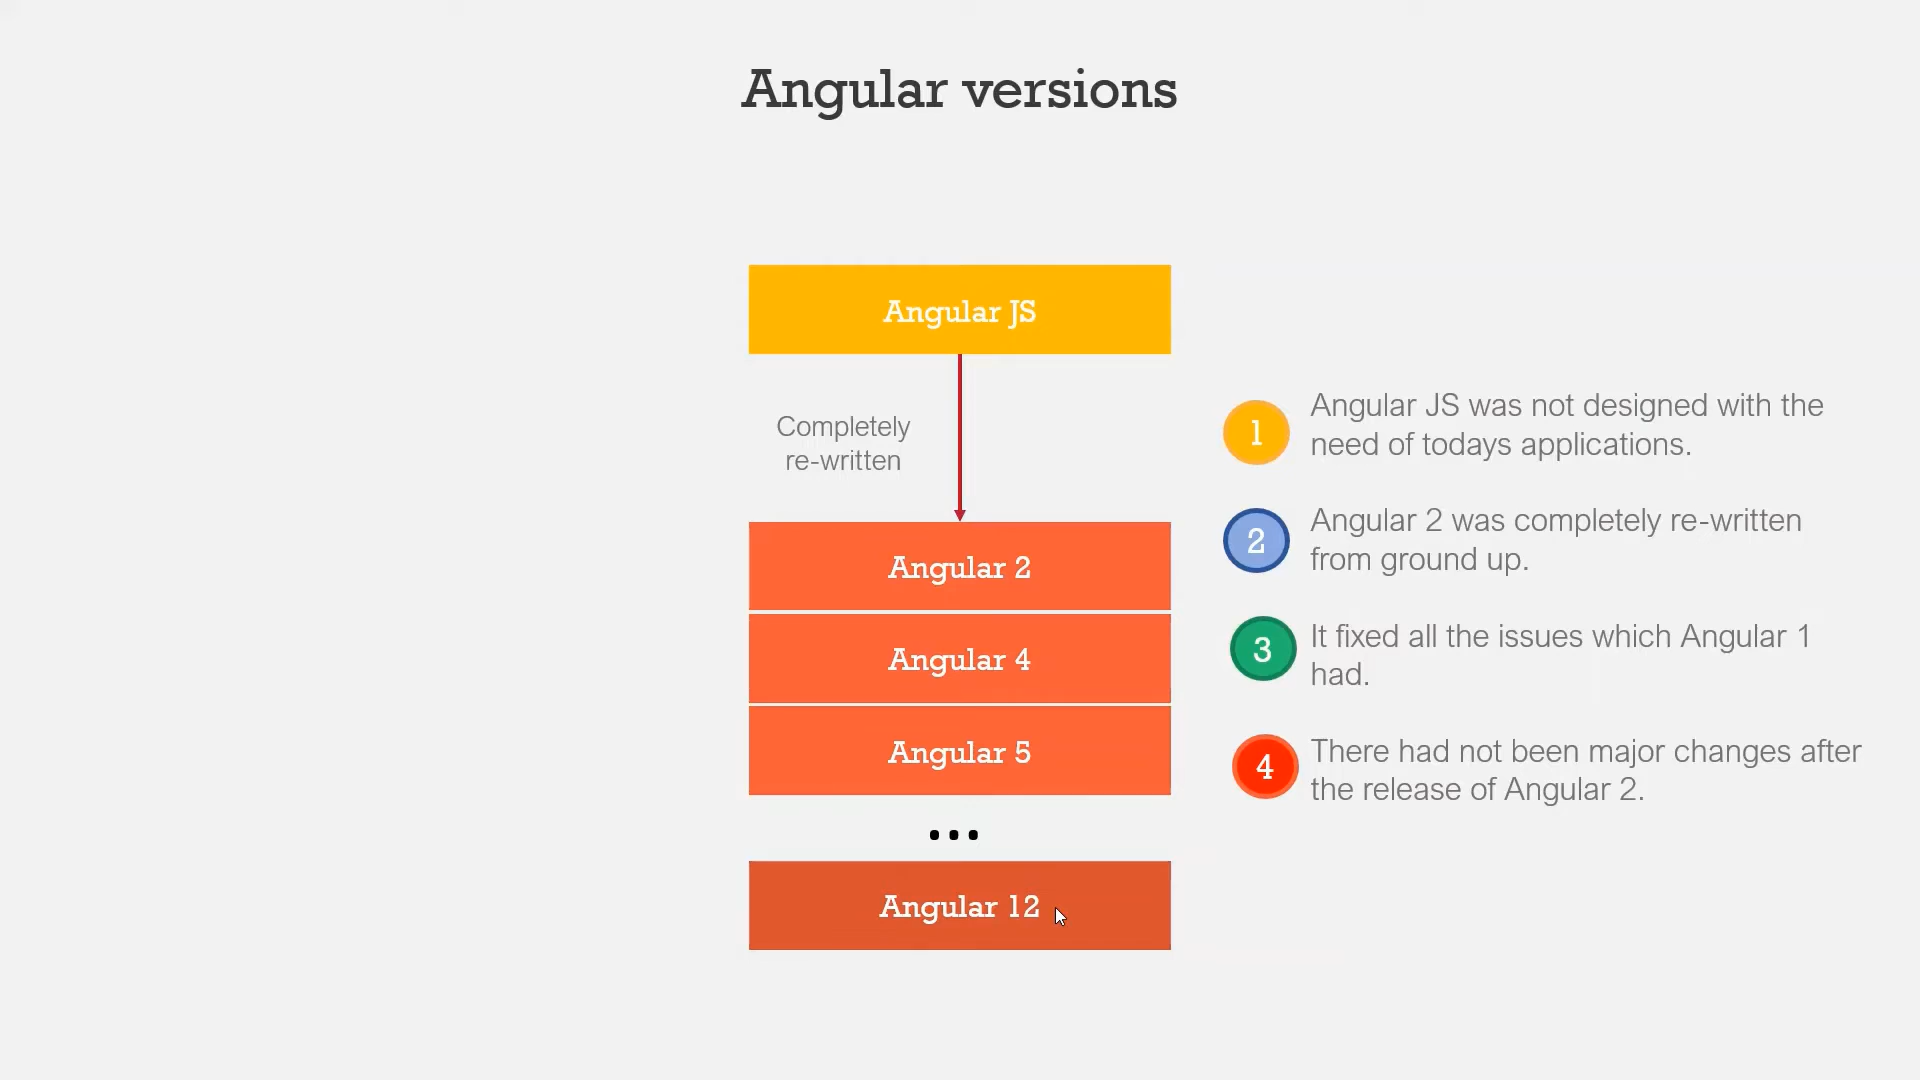 Angular versions
Angular JS
Completely
re-written
Angular 2
Angular 4
Angular 5
...
Angular 12
1
Angular JS was not designed with the
need of todays applications.
2
Angular 2 was completely re-written
from ground up.
3
It fixed all the issues which Angular 1
had.
4
There had not been major changes after
the release of Angular 2.